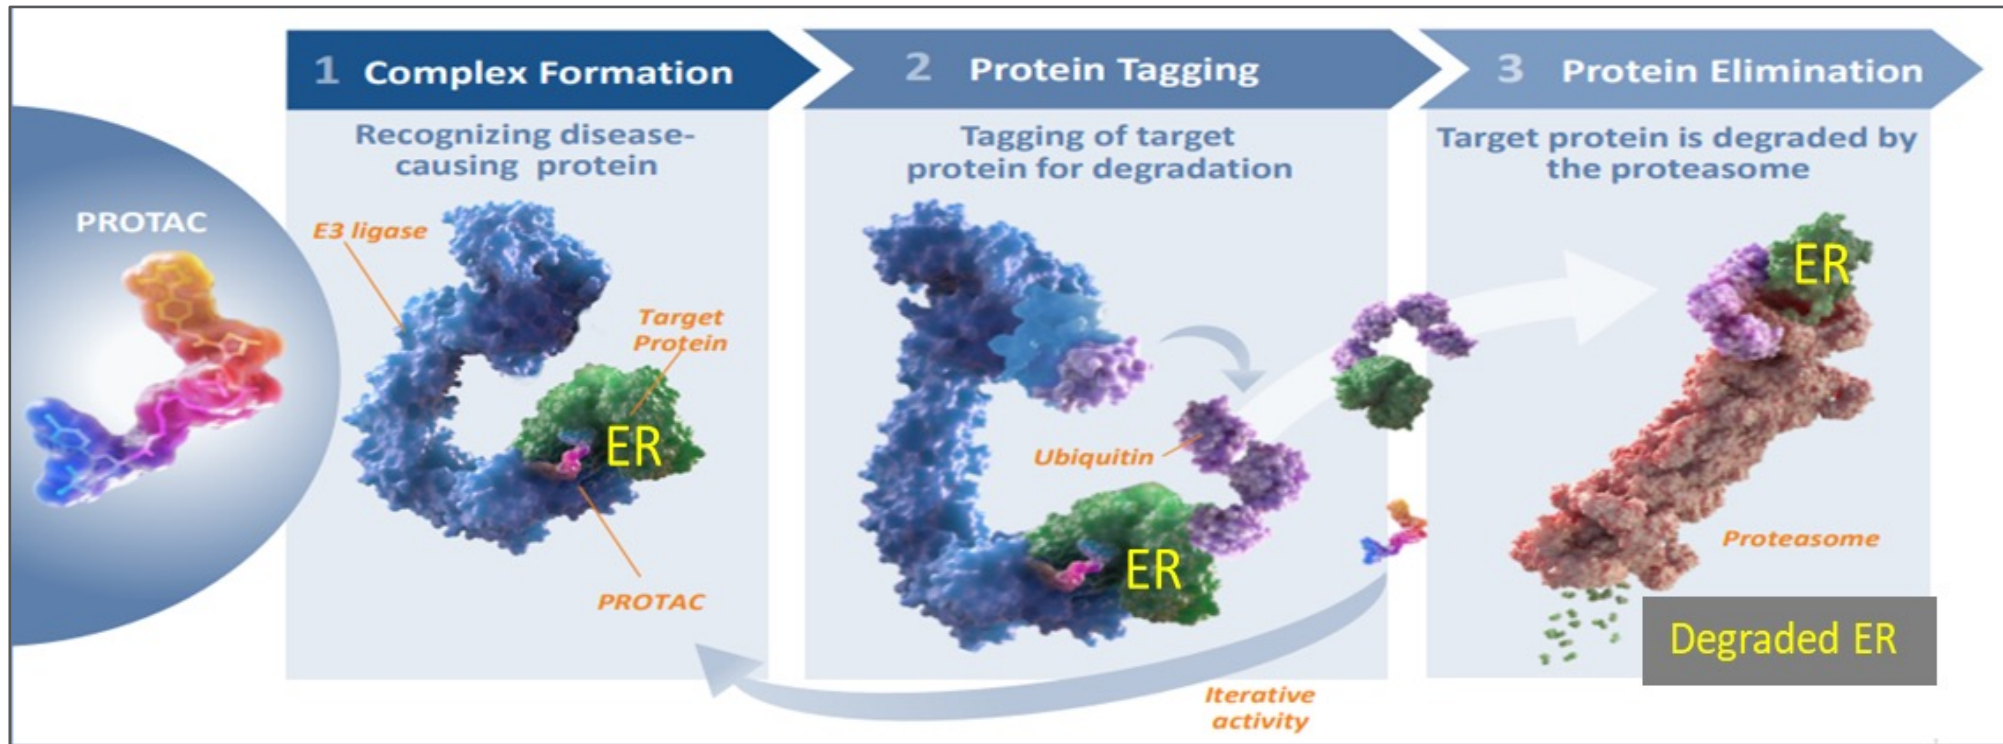 PROTAC
1 Complex Formation
Recognizing disease-
causing protein
E3 ligase
Target
Protein
ER
PROTAC
2 Protein Tagging
Tagging of target
protein for degradation
Ubiquitin
ER
Iterative
activity
3 Protein Elimination
Target protein is degraded by
the proteasome
ER
Proteasome
Degraded ER